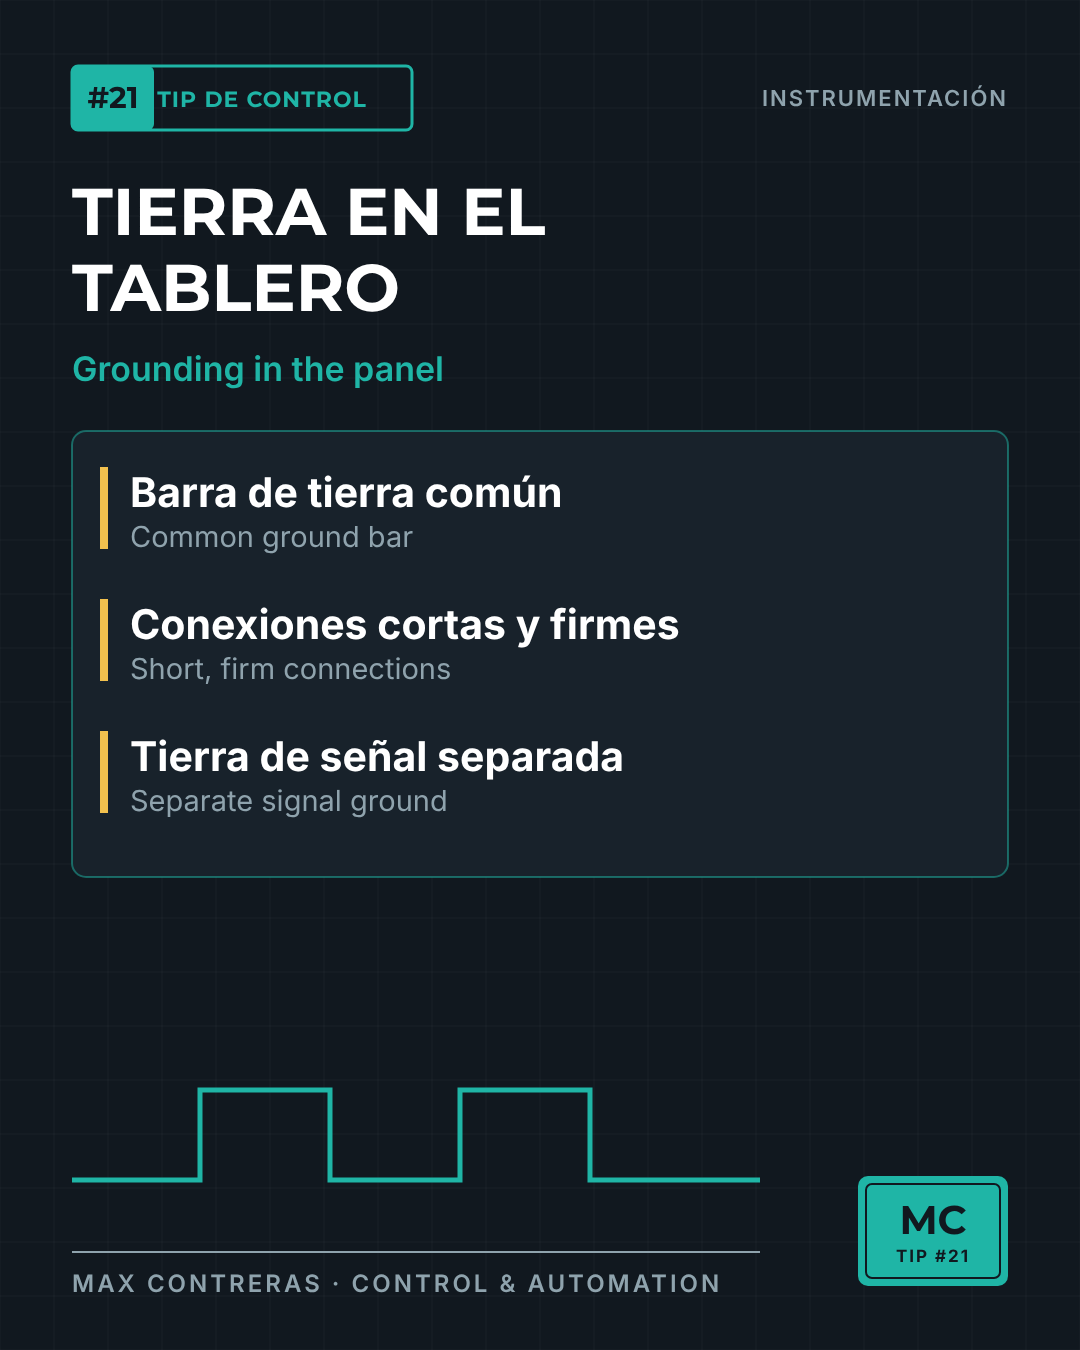 #21 TIP DE CONTROL
INSTRUMENTACIÓN
TIERRA EN EL
TABLERO
Grounding in the panel
Barra de tierra común
Common ground bar
Conexiones cortas y firmes
Short, firm connections
Tierra de señal separada
Separate signal ground
MC
TIP #21
MAX CONTRERAS · CONTROL & AUTOMATION